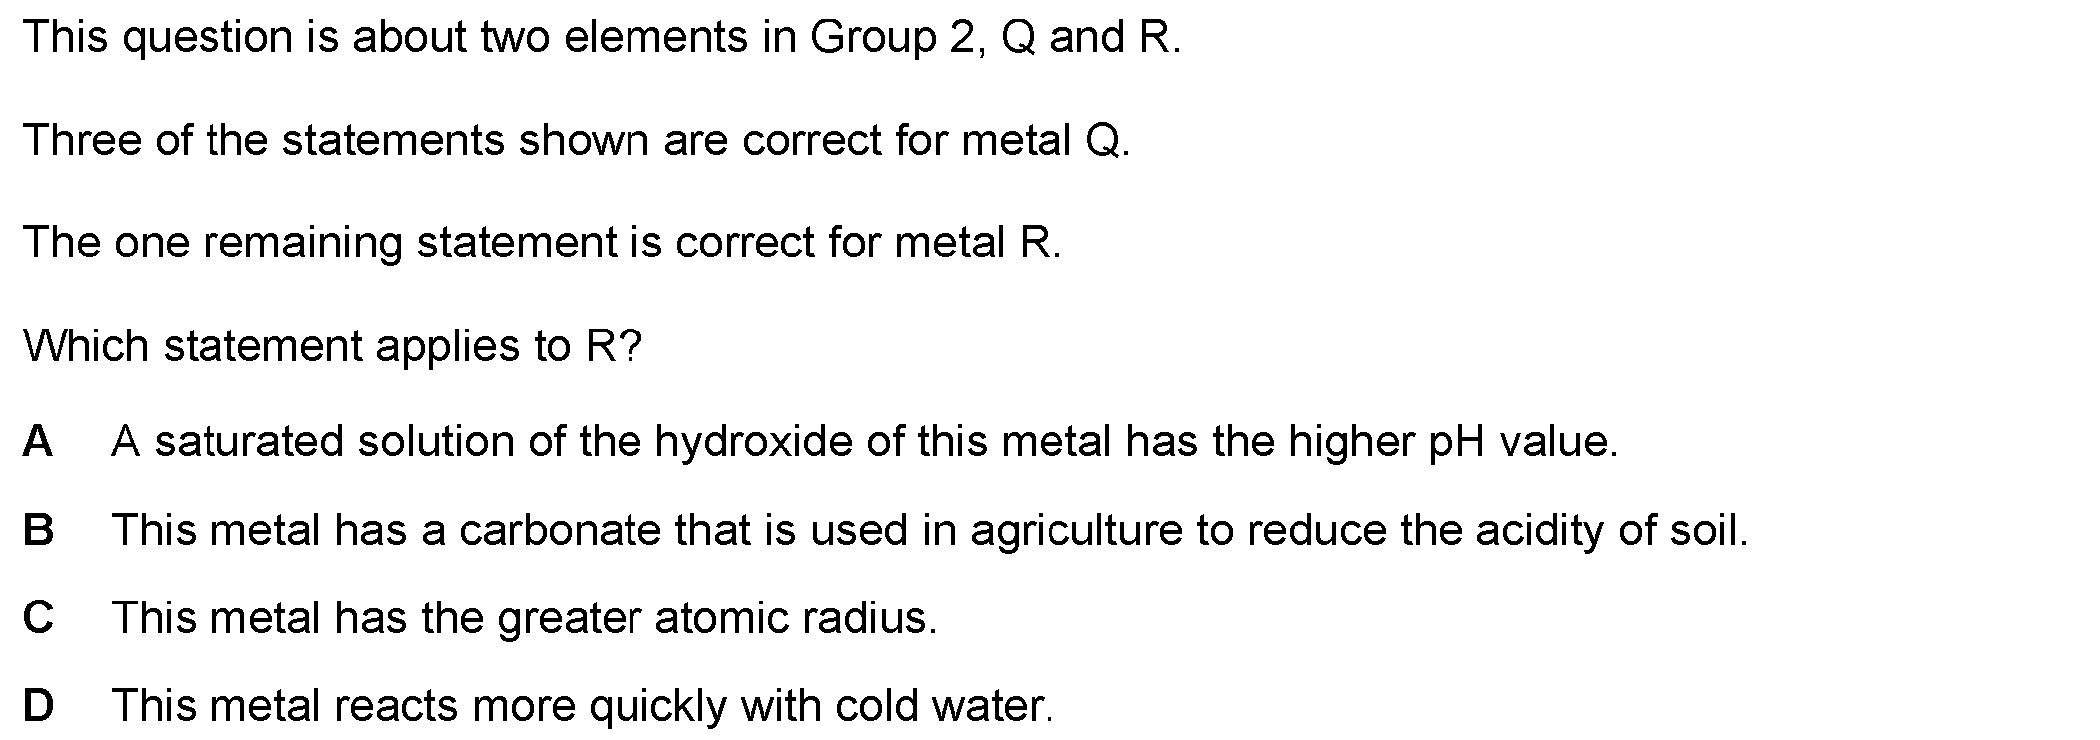 This question is about two elements in Group 2, Q and R.
Three of the statements shown are correct for metal Q.
The one remaining statement is correct for metal R.
Which statement applies to R?
A A saturated solution of the hydroxide of this metal has the higher pH value.
B This metal has a carbonate that is used in agriculture to reduce the acidity of soil.
C This metal has the greater atomic radius.
D This metal reacts more quickly with cold water.